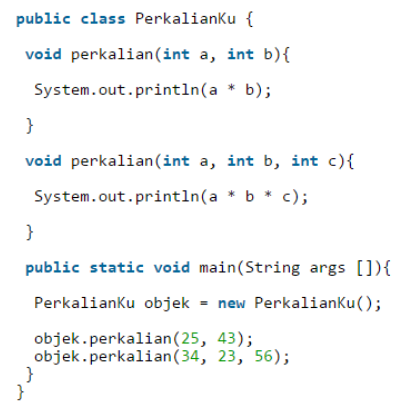 public class PerkalianKu {
void perkalian(int a, int b){
System.out.println(a * b);
}
void perkalian(int a, int b, int c){
System.out.println(a * b * c);
}
public static void main(String args []){
PerkalianKu objek = new PerkalianKu();
objek.perkalian(25, 43);
objek.perkalian(34, 23, 56);
}
}